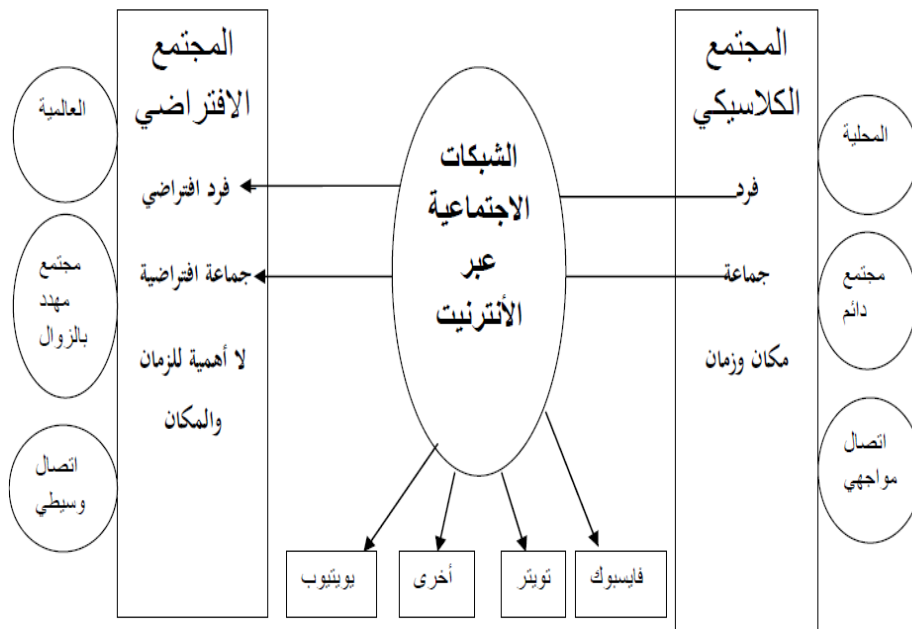 المجتمع
الكلاسيكي
فرد
جماعة
مكان وزمان
المحلية
مجتمع
دائم
اتصال
مواجهي
الشبكات
الاجتماعية
عبر
الأنترنيت
فايسبوك
تويتر
أخرى
يويتيوب
المجتمع
الافتراضي
فرد افتراضي
جماعة افتراضية
لا أهمية للزمان
والمكان
العالمية
مجتمع
مهدد
بالزوال
اتصال
وسيطي